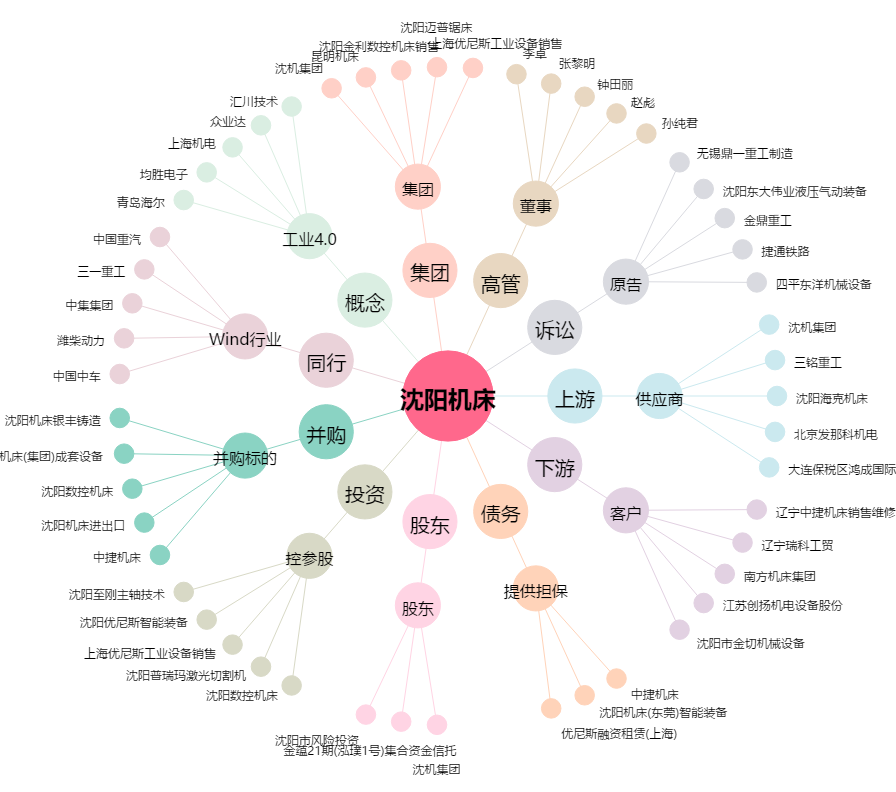 沈阳迈普锯床
沈阳金利数控机床销售
上海优尼斯工业设备销售
昆明机床
沈机集团
李卓
张黎明
钟田丽
赵彪
孙纯君
汇川技术
众业达
上海机电
均胜电子
青岛海尔
集团
董事
工业4.0
集团
高管
概念
无锡鼎一重工制造
沈阳东大伟业液压气动装备
金鼎重工
捷通铁路
四平东洋机械设备
原告
诉讼
中国重汽
三一重工
中集集团
潍柴动力
中国中车
Wind行业
同行
沈阳机床
上游
供应商
沈机集团
三铭重工
沈阳海克机床
北京发那科机电
大连保税区鸿成国际
沈阳机床银丰铸造
机床(集团)成套设备
沈阳数控机床
沈阳机床进出口
中捷机床
并购标的
并购
下游
客户
辽宁中捷机床销售维修
辽宁瑞科工贸
南方机床集团
江苏创扬机电设备股份
沈阳市金切机械设备
投资
控参股
沈阳至刚主轴技术
沈阳优尼斯智能装备
上海优尼斯工业设备销售
沈阳普瑞玛激光切割机
沈阳数控机床
股东
股东
沈阳市风险投资
金蕴21期(泓璞1号)集合资金信托
沈机集团
债务
提供担保
中捷机床
沈阳机床(东莞)智能装备
优尼斯融资租赁(上海)